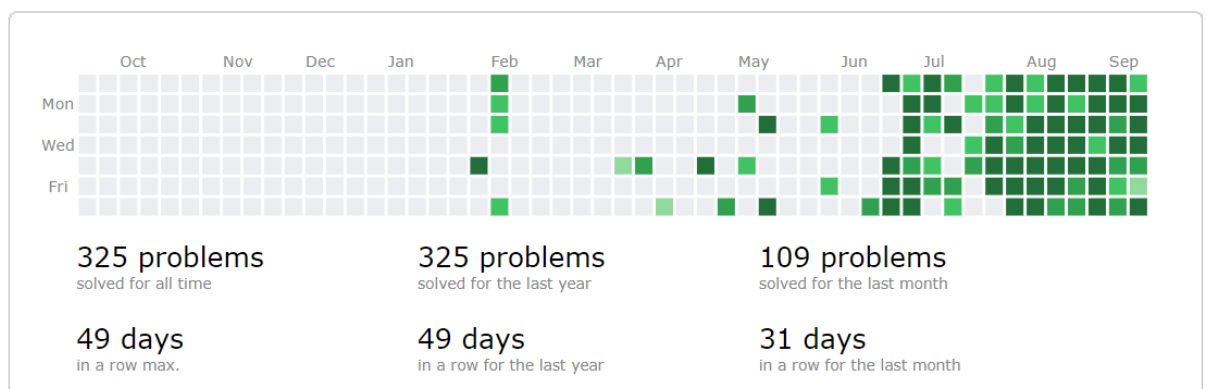 Oct Nov Dec Jan Feb Mar Apr May Jun Jul Aug Sep
Mon
Wed
Fri
325 problems 325 problems 109 problems
solved for all time solved for the last year solved for the last month
49 days 49 days 31 days
in a row max. in a row for the last year in a row for the last month